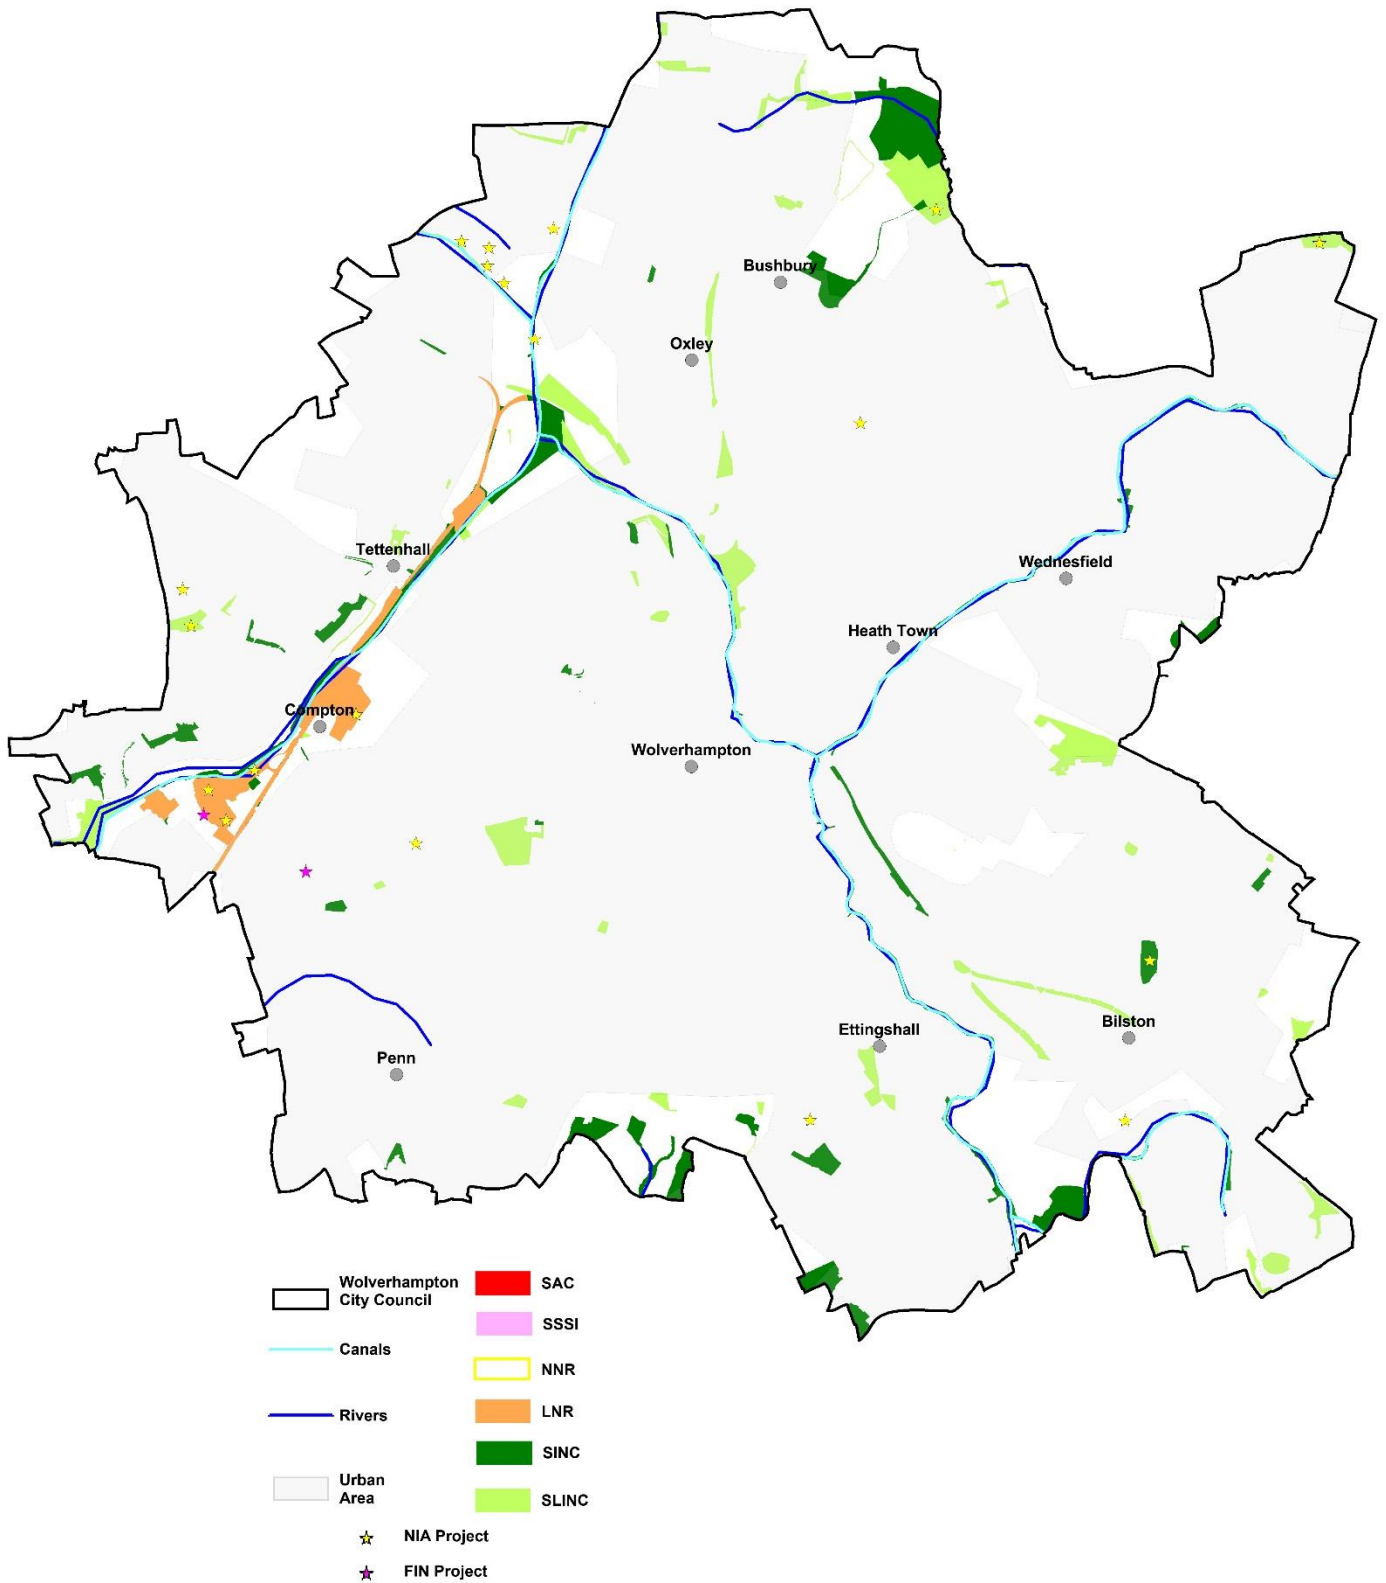 Bushbury
Oxley
Tettenhall
Wednesfield
Heath Town
Compton
Wolverhampton
Bilston
Ettingshall
Penn
Wolverhampton
City Council
SAC
SSSI
Canals
NNR
LNR
Rivers
SINC
Urban
Area
SLINC
NIA Project
FIN Project